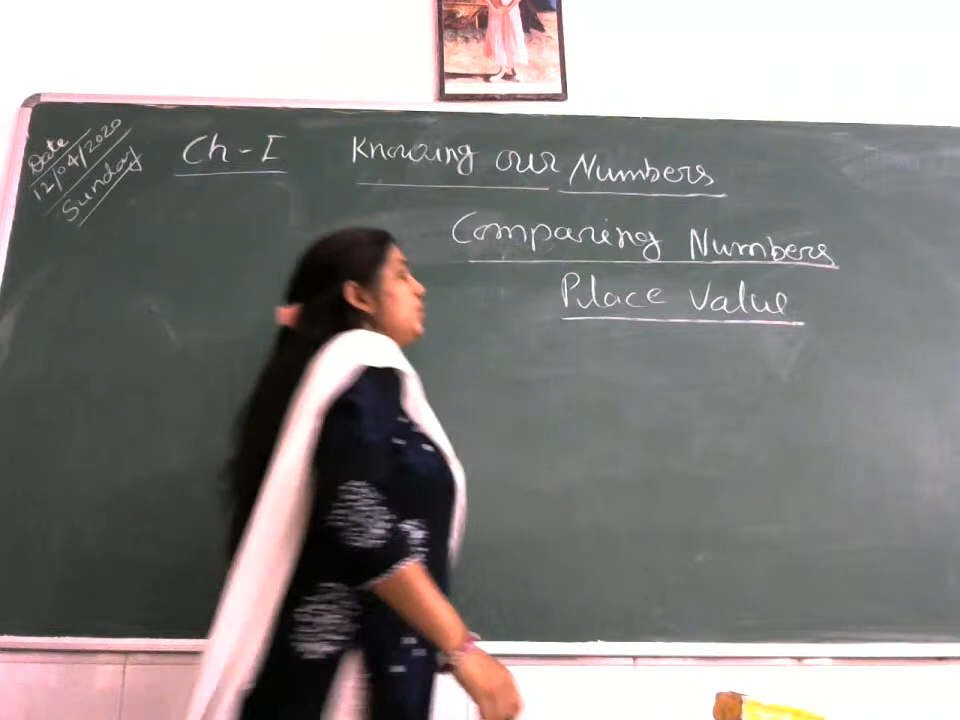 Date
12/04/2020
Sunday
Ch-I Knowing our Numbers
Comparing Numbers
Place Value